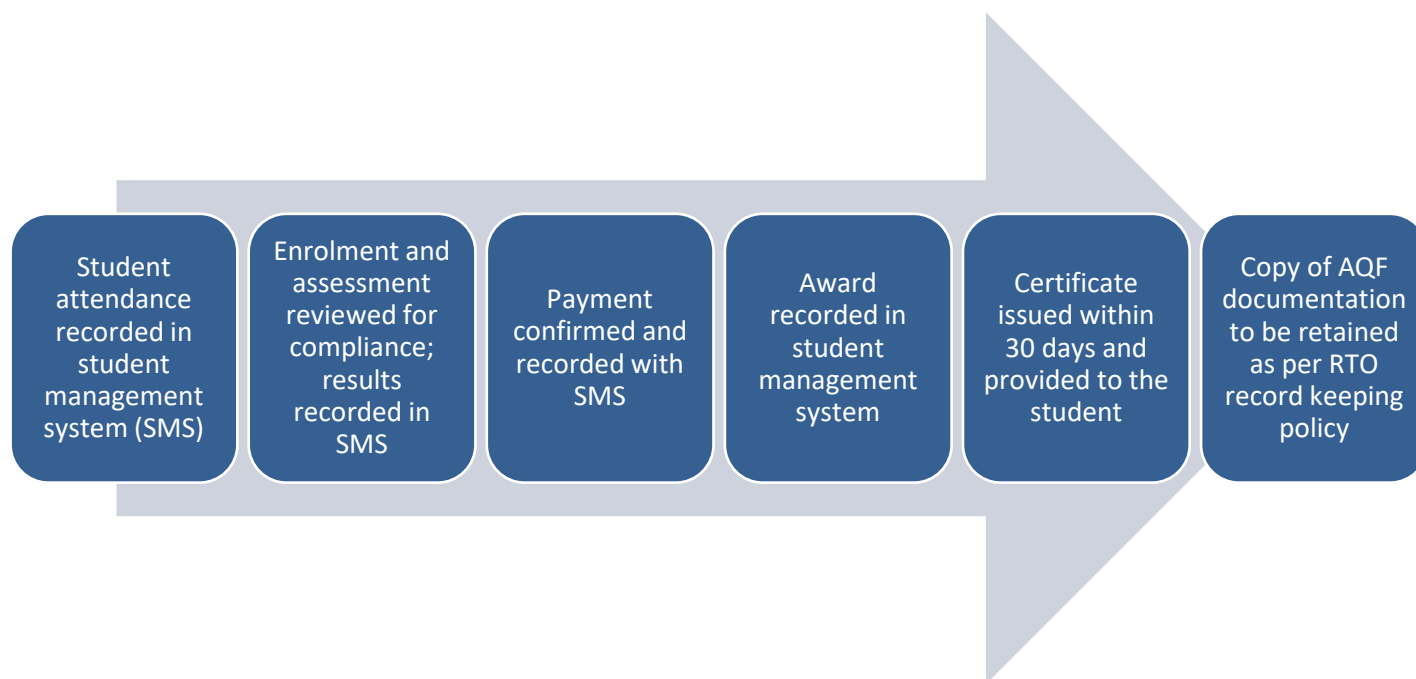 Student
attendance
recorded in
student
management
system (SMS)
Enrolment and
assessment
reviewed for
compliance;
results
recorded in
SMS
Payment
confirmed and
recorded with
SMS
Award
recorded in
student
management
system
Certificate
issued within
30 days and
provided to the
student
Copy of AQF
documentation
to be retained
as per RTO
record keeping
policy